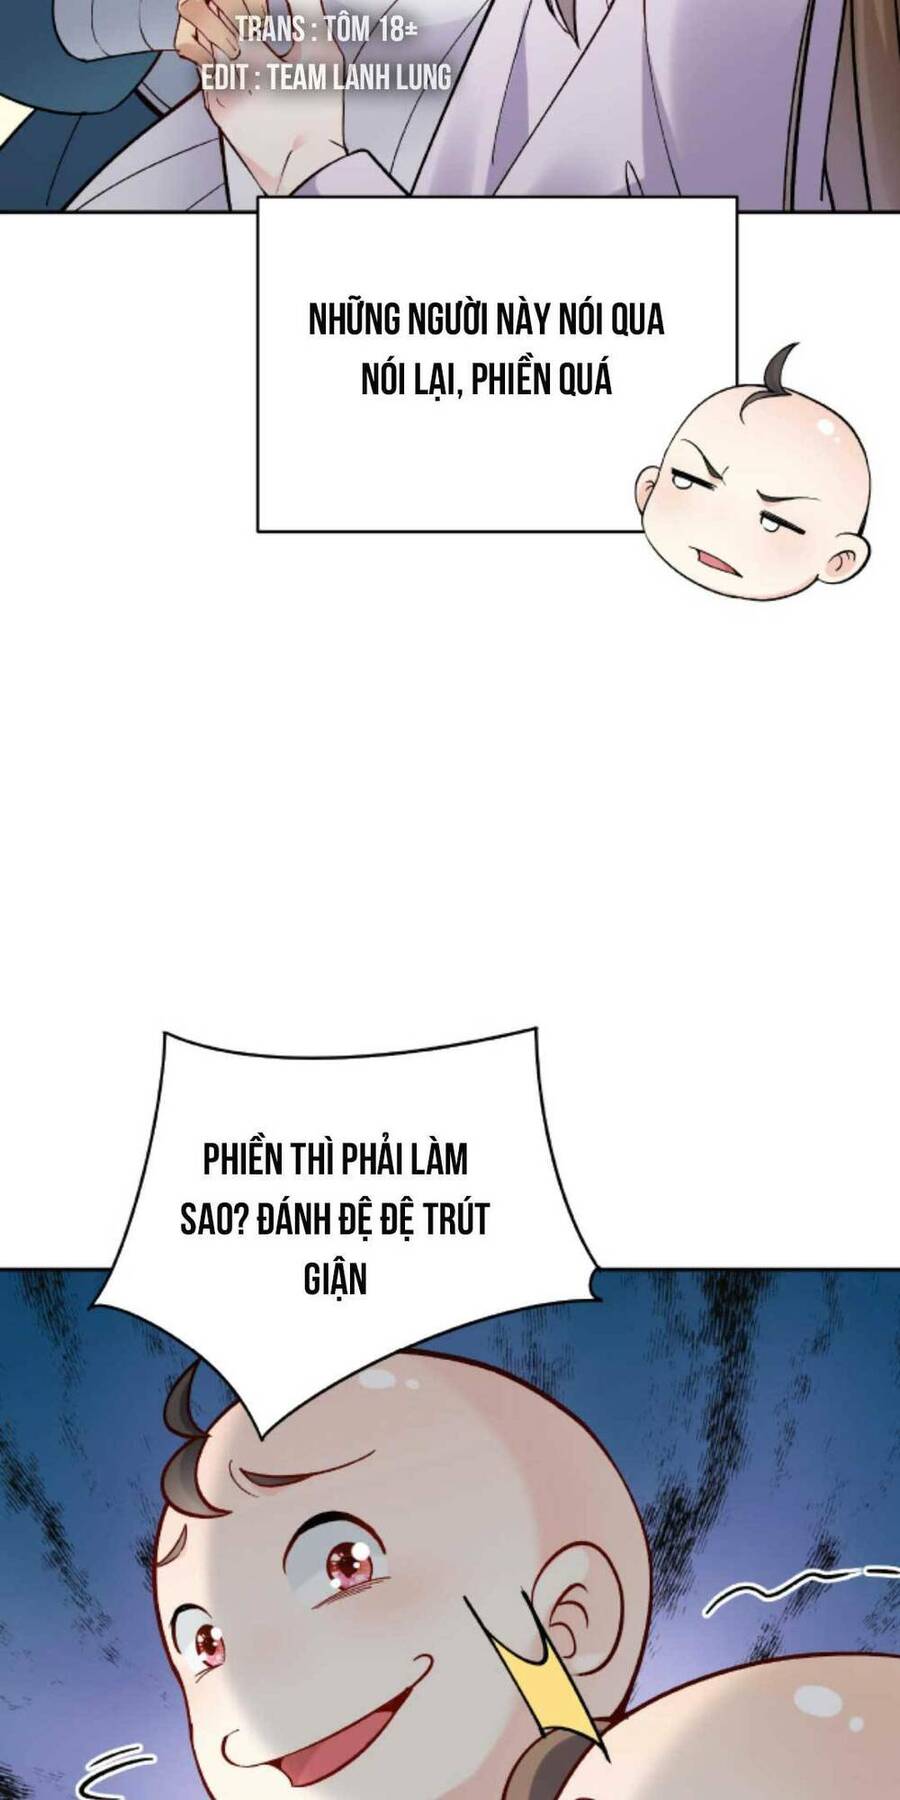 TRANS : TÔM 18+
EDIT : TEAM LANH LUNG
NHỮNG NGƯỜI NÀY NÓI QUA
NÓI LẠI, PHIỀN QUÁ
PHIỀN THÌ PHẢI LÀM
SAO? ĐÁNH ĐỆ ĐỆ TRÚT
GIẬN